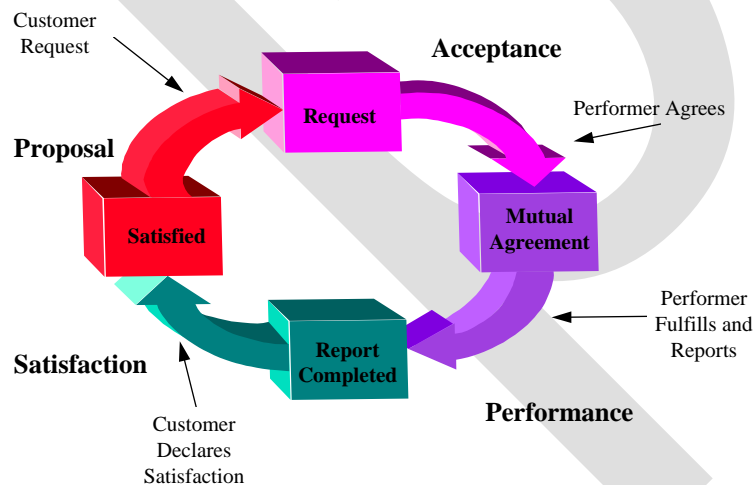 Customer
Request
Acceptance
Request
Performer Agrees
Proposal
Mutual
Agreement
Satisfied
Performer
Fulfills and
Reports
Report
Completed
Satisfaction
Performance
Customer
Declares
Satisfaction